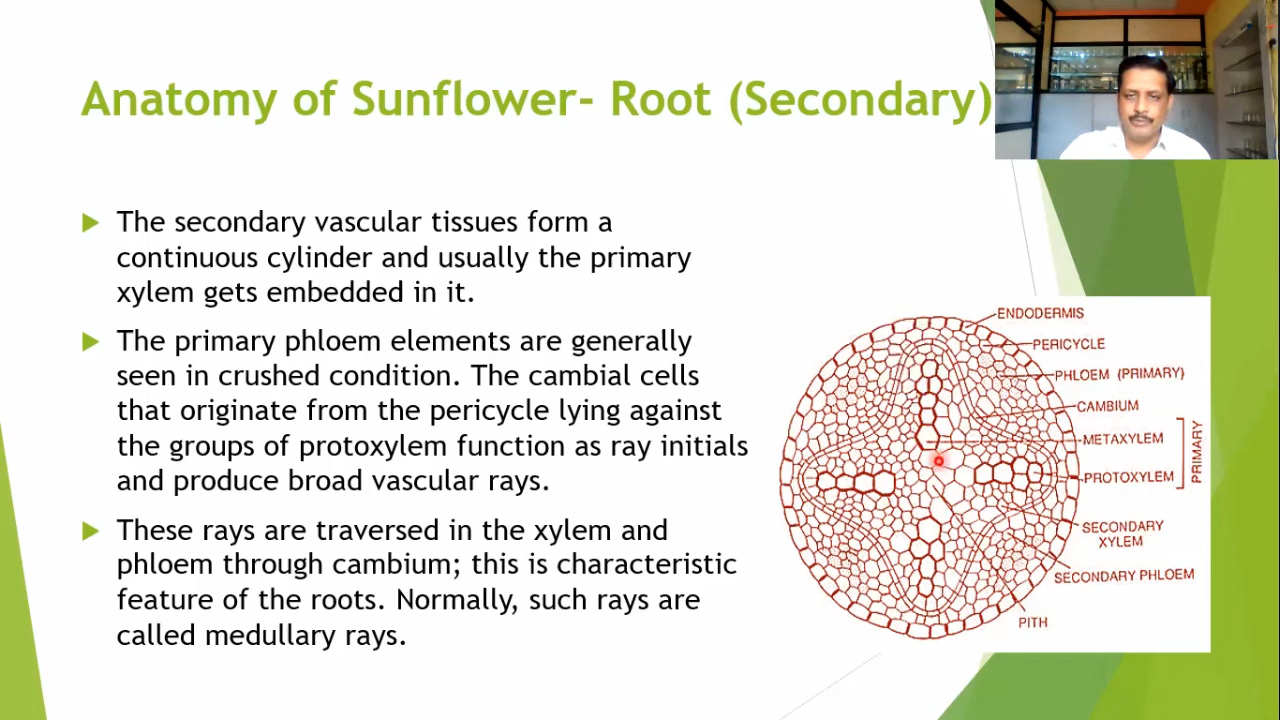 Anatomy of Sunflower- Root (Secondary)
The secondary vascular tissues form a
continuous cylinder and usually the primary
xylem gets embedded in it.
The primary phloem elements are generally
seen in crushed condition. The cambial cells
that originate from the pericycle lying against
the groups of protoxylem function as ray initials
and produce broad vascular rays.
These rays are traversed in the xylem and
phloem through cambium; this is characteristic
feature of the roots. Normally, such rays are
called medullary rays.
ENDODERMIS
PERICYCLE
PHLOEM (PRIMARY)
CAMBIUM
METAXYLEM
PROTOXYLEM
PRIMARY
SECONDARY
XYLEM
SECONDARY PHLOEM
PITH